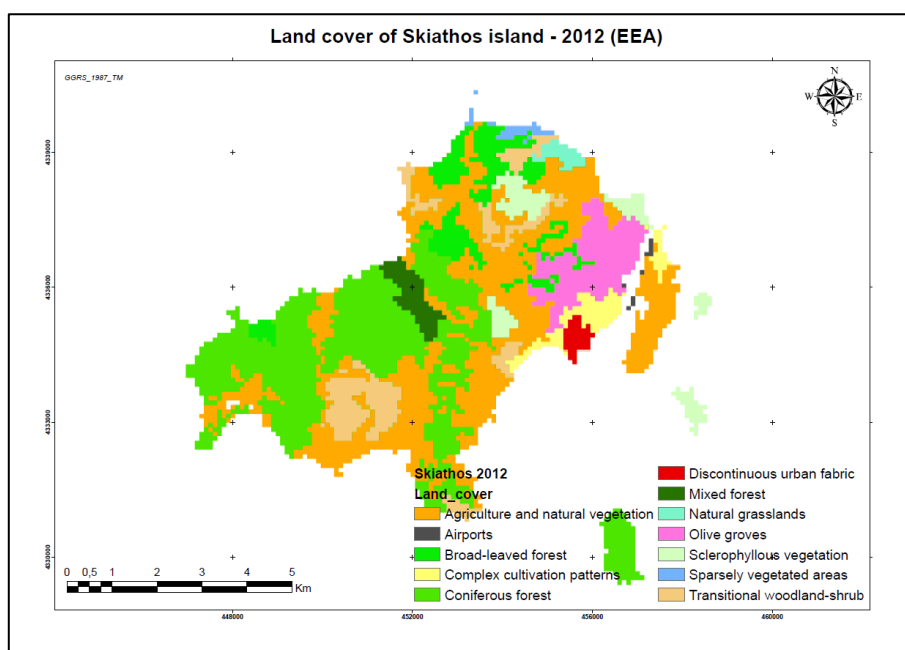 Land cover of Skiathos island - 2012 (EEA)
GGRS_1987_TM
N
W E
S
4339000
4336000
4333000
4330000
Skiathos 2012
Land_cover
Agriculture and natural vegetation
Airports
Broad-leaved forest
Complex cultivation patterns
Coniferous forest
Discontinuous urban fabric
Mixed forest
Natural grasslands
Olive groves
Sclerophyllous vegetation
Sparsely vegetated areas
Transitional woodland-shrub
0 0,5 1 2 3 4 5
Km
448000 452000 456000 460000